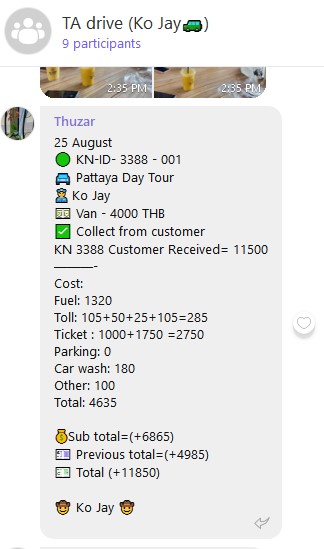 TA drive (Ko Jay🚙)
9 participants
2:35 PM 2:35 PM
Thuzar
25 August
🟢 KN-ID- 3388 - 001
🚘 Pattaya Day Tour
👨‍✈️ Ko Jay
💵 Van - 4000 THB
✅ Collect from customer
KN 3388 Customer Received= 11500
————-
Cost:
Fuel: 1320
Toll: 105+50+25+105=285
Ticket : 1000+1750 =2750
Parking: 0
Car wash: 180
Other: 100
Total: 4635
💰Sub total=(+6865)
💶 Previous total=(+4985)
💵 Total (+11850)
🤠 Ko Jay 🤠